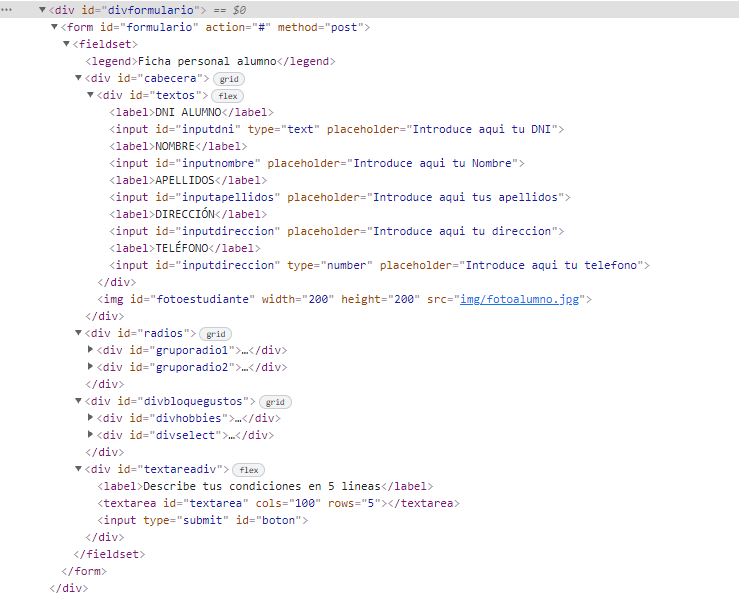 ··· ▼<div id="divformulario"> == $0
▼<form id="formulario" action="#" method="post">
▼<fieldset>
<legend>Ficha personal alumno</legend>
▼<div id="cabecera"> grid
▼<div id="textos"> flex
<label>DNI ALUMNO</label>
<input id="inputdni" type="text" placeholder="Introduce aqui tu DNI">
<label>NOMBRE</label>
<input id="inputnombre" placeholder="Introduce aqui tu Nombre">
<label>APELLIDOS</label>
<input id="inputapellidos" placeholder="Introduce aqui tus apellidos">
<label>DIRECCIÓN</label>
<input id="inputdireccion" placeholder="Introduce aqui tu direccion">
<label>TELÉFONO</label>
<input id="inputdireccion" type="number" placeholder="Introduce aqui tu telefono">
</div>
<img id="fotoestudiante" width="200" height="200" src="img/fotoalumno.jpg">
</div>
▼<div id="radios"> grid
▶<div id="gruporadio1">…</div>
▶<div id="gruporadio2">…</div>
</div>
▼<div id="divbloquegustos"> grid
▶<div id="divhobbies">…</div>
▶<div id="divselect">…</div>
</div>
▼<div id="textareadiv"> flex
<label>Describe tus condiciones en 5 lineas</label>
<textarea id="textarea" cols="100" rows="5"></textarea>
<input type="submit" id="boton">
</div>
</fieldset>
</form>
</div>